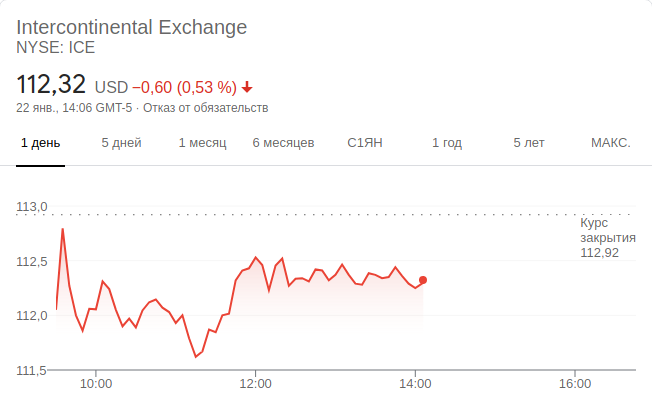 Intercontinental Exchange
NYSE: ICE
112,32 USD −0,60 (0,53 %)
22 янв., 14:06 GMT-5 · Отказ от обязательств
1 день 5 дней 1 месяц 6 месяцев С1ЯН 1 год 5 лет МАКС.
113,0
Курс
закрытия
112,92
112,5
112,0
111,5
10:00 12:00 14:00 16:00